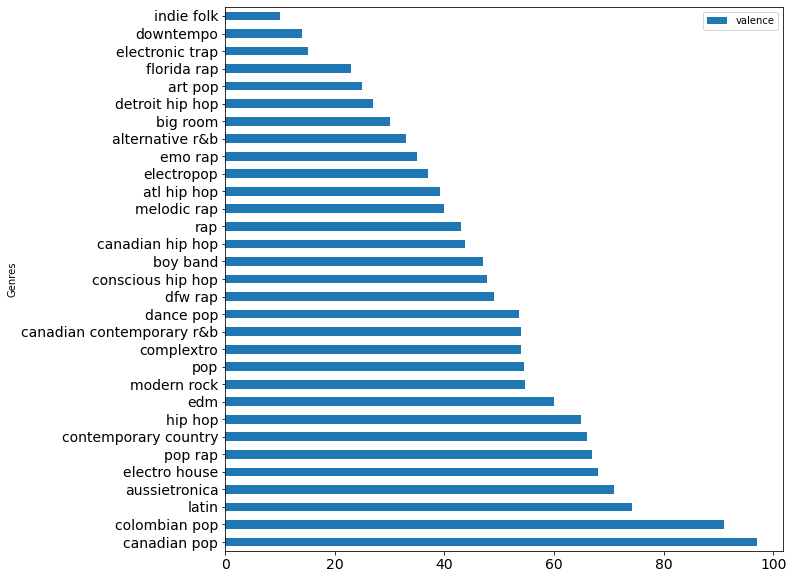 valence
indie folk
downtempo
electronic trap
florida rap
art pop
detroit hip hop
big room
alternative r&b
emo rap
electropop
atl hip hop
melodic rap
rap
canadian hip hop
boy band
conscious hip hop
dfw rap
dance pop
canadian contemporary r&b
complextro
pop
modern rock
edm
hip hop
contemporary country
pop rap
electro house
aussietronica
latin
colombian pop
canadian pop
Genres
0 20 40 60 80 100